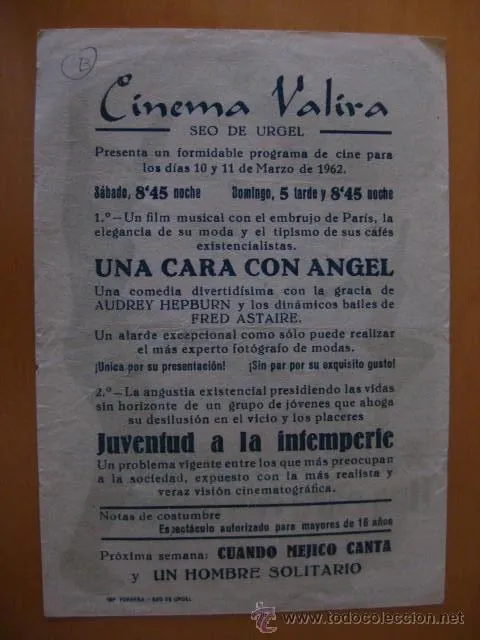 B
Cinema Valira
SEO DE URGEL
Presenta un formidable programa de cine para
los días 10 y 11 de Marzo de 1962.
Sábado, 8'45 noche Domingo, 5 tarde y 8'45 noche
1.º—Un film musical con el embrujo de París, la
elegancia de su moda y el tipismo de sus cafés
existencialistas.
UNA CARA CON ANGEL
Una comedia divertidísima con la gracia de
AUDREY HEPBURN y los dinámicos bailes de
FRED ASTAIRE.
Un alarde excepcional como sólo puede realizar
el más experto fotógrafo de modas.
¡Unica por su presentación! ¡Sin par por su exquisito gusto!
2.º—La angustia existencial presidiendo las vidas
sin horizonte de un grupo de jóvenes que ahoga
su desilusión en el vicio y los placeres
Juventud a la intemperie
Un problema vigente entre los que más preocupan
a la sociedad, expuesto con la más realista y
veraz visión cinematográfica.
Notas de costumbre
Espectáculo autorizado para mayores de 16 años
Próxima semana: CUANDO MEJICO CANTA
y UN HOMBRE SOLITARIO
SEO DE URGEL
todocoleccion
www.todocoleccion.net